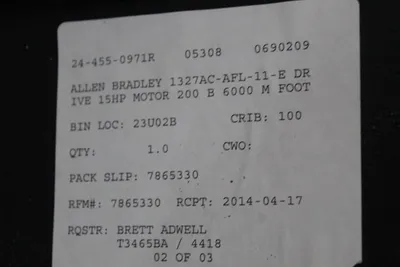 24-455-0971R 05308 0690209
ALLEN BRADLEY 1327AC-AFL-11-E DR
IVE 15HP MOTOR 200 B 6000 M FOOT
BIN LOC: 23U02B CRIB: 100
QTY: 1.0 CWO:
PACK SLIP: 7865330
RFM#: 7865330 RCPT: 2014-04-17
RQSTR: BRETT ADWELL
T3465BA / 4418
02 OF 03